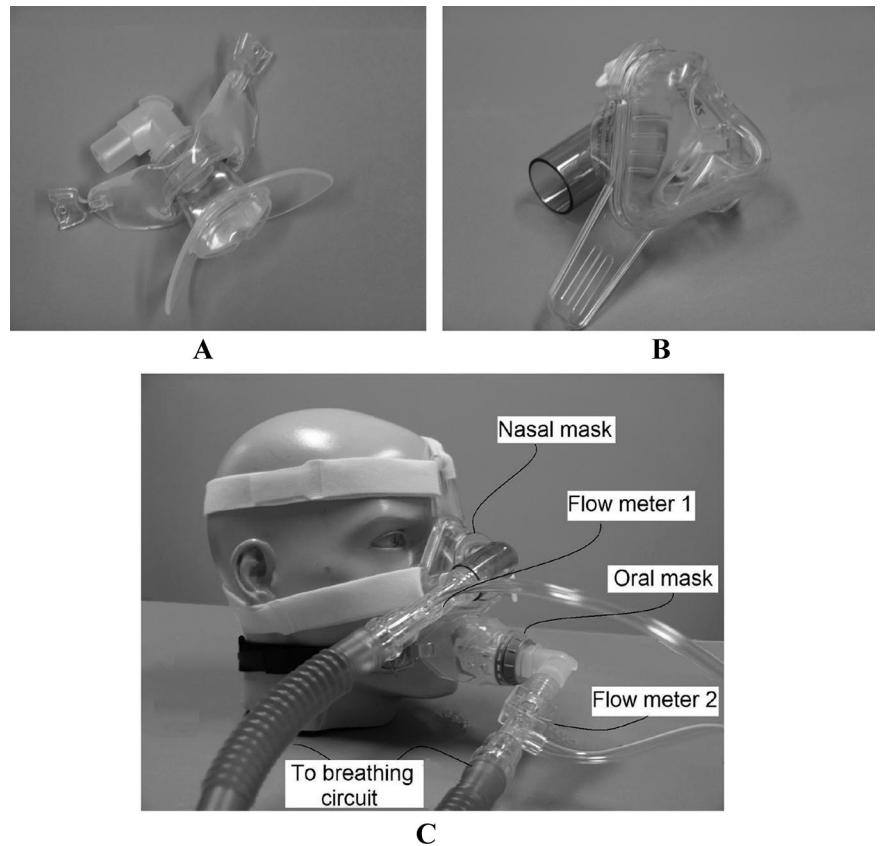 A
B
Nasal mask
Flow meter 1
Oral mask
Flow meter 2
To breathing
circuit
C